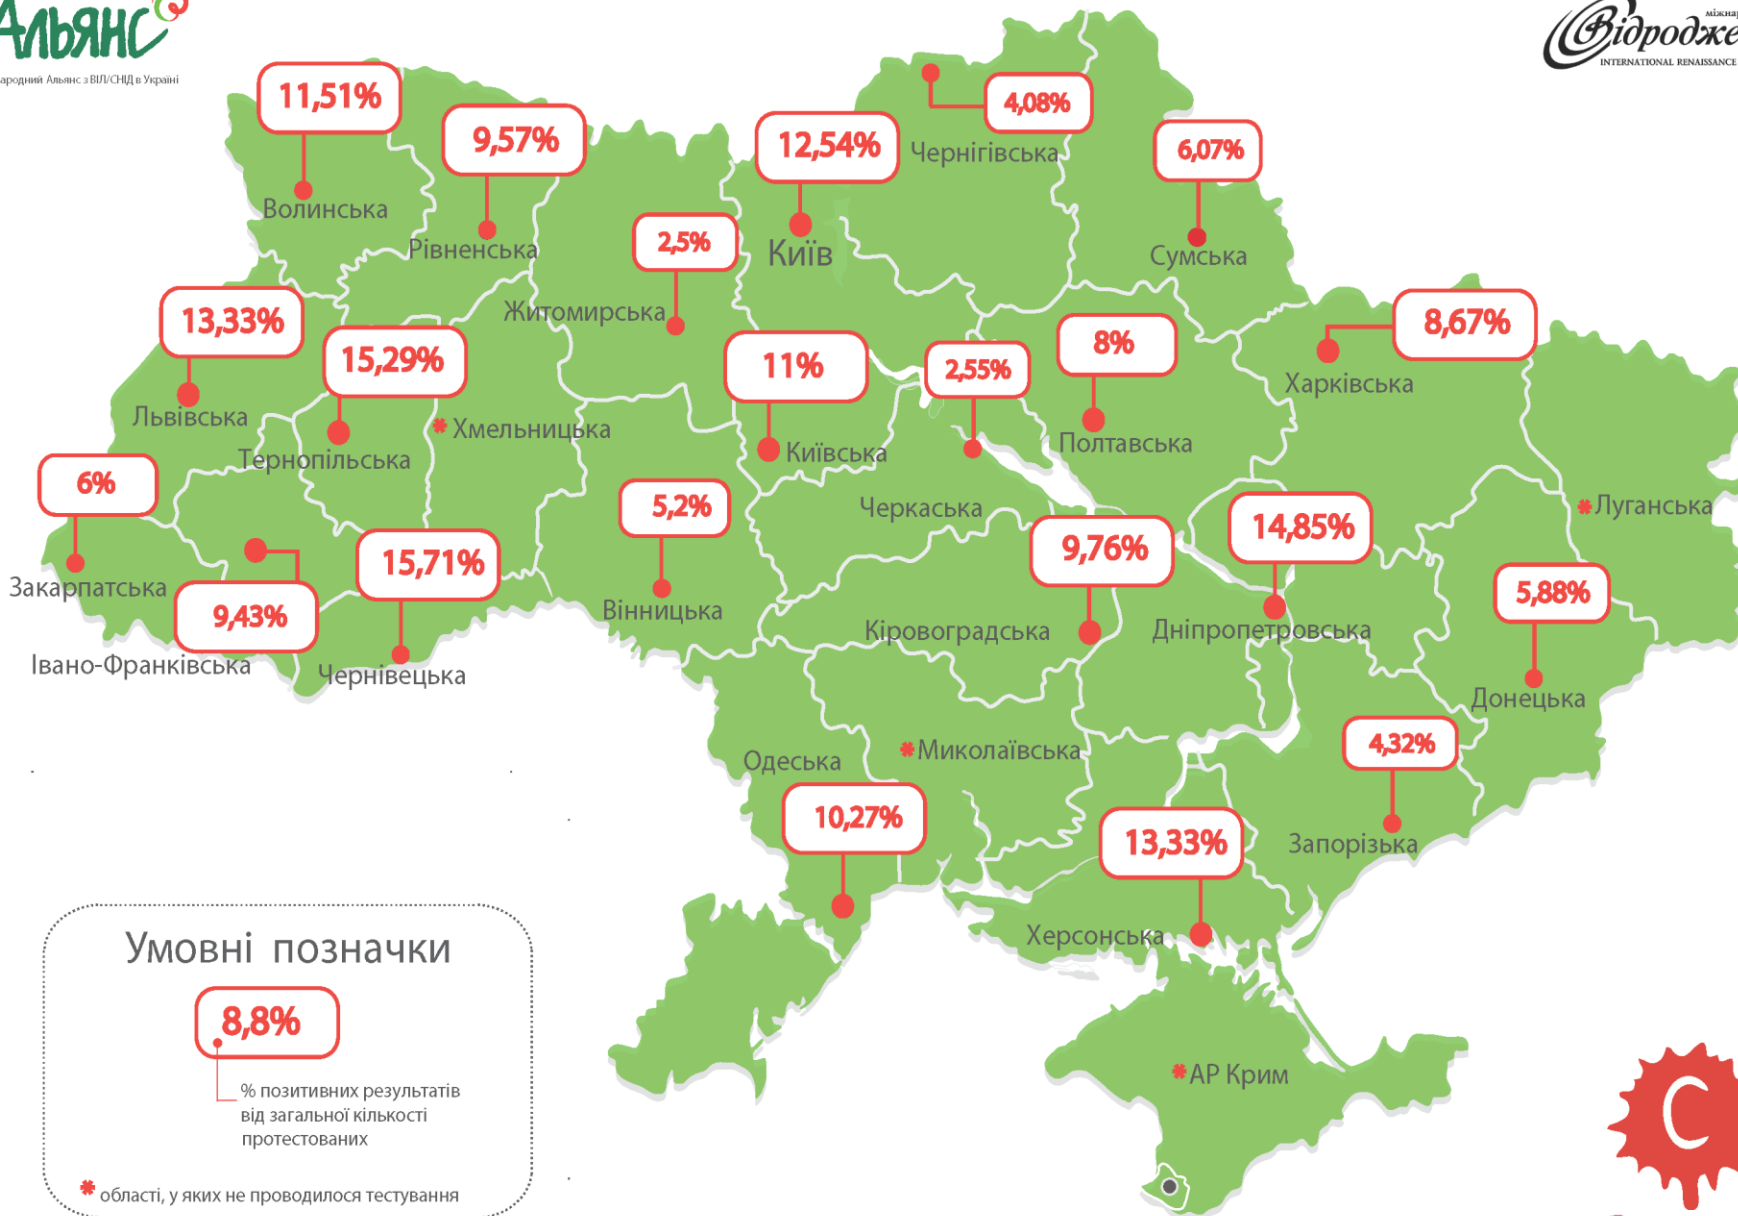 Альянс
ародний Альянс з ВІЛ/СНІД в Україні
міжна
Відродже
INTERNATIONAL RENAISSANCE
11,51%
Волинська
9,57%
Рівненська
2,5%
Житомирська
12,54%
Київ
4,08%
Чернігівська
6,07%
Сумська
13,33%
Львівська
15,29%
Тернопільська
Хмельницька
11%
Київська
2,55%
Черкаська
8%
Полтавська
8,67%
Харківська
Луганська
6%
Закарпатська
9,43%
Івано-Франківська
15,71%
Чернівецька
5,2%
Вінницька
9,76%
Кіровоградська
14,85%
Дніпропетровська
5,88%
Донецька
Одеська
10,27%
Миколаївська
13,33%
Херсонська
4,32%
Запорізька
АР Крим
Умовні позначки
8,8%
% позитивних результатів
від загальної кількості
протестованих
області, у яких не проводилося тестування
C